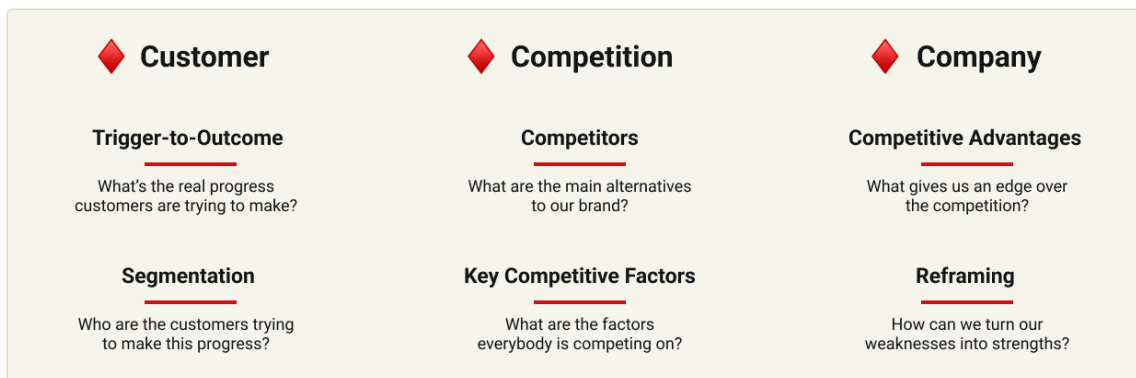 Customer
Competition
Company
Trigger-to-Outcome
What's the real progress
customers are trying to make?
Competitors
What are the main alternatives
to our brand?
Competitive Advantages
What gives us an edge over
the competition?
Segmentation
Who are the customers trying
to make this progress?
Key Competitive Factors
What are the factors
everybody is competing on?
Reframing
How can we turn our
weaknesses into strengths?